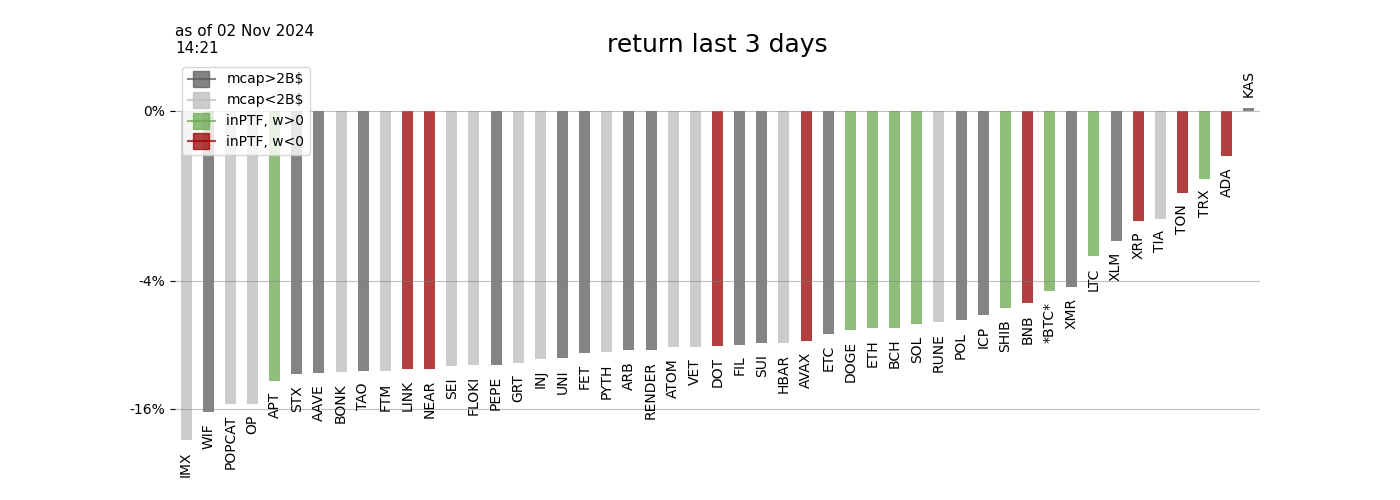 as of 02 Nov 2024
14:21
return last 3 days
mcap>2B$
mcap<2B$
inPTF, w>0
inPTF, w<0
0%
-4%
-16%
IMX
WIF
POPCAT
OP
APT
STX
AAVE
BONK
TAO
FTM
LINK
NEAR
SEI
FLOKI
PEPE
GRT
INJ
UNI
FET
PYTH
ARB
RENDER
ATOM
VET
DOT
FIL
SUI
HBAR
AVAX
ETC
DOGE
ETH
BCH
SOL
RUNE
POL
ICP
SHIB
BNB
*BTC*
XMR
LTC
XLM
XRP
TIA
TON
TRX
ADA
KAS